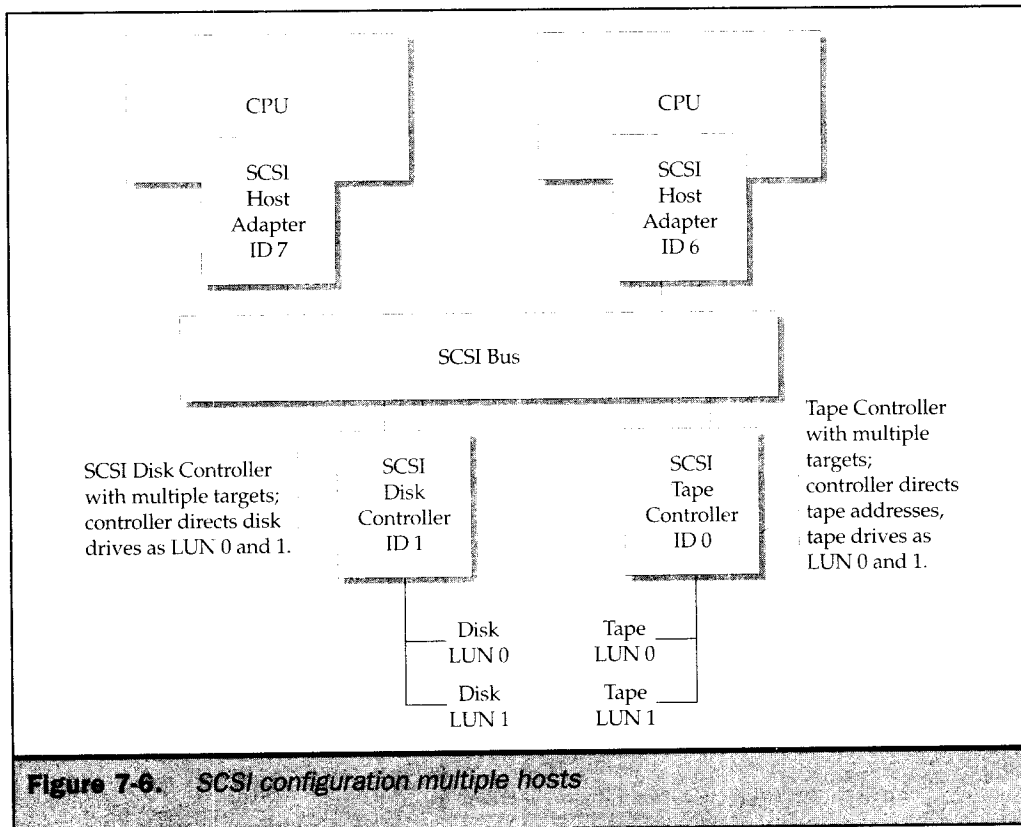 CPU
SCSI
Host
Adapter
ID 7
CPU
SCSI
Host
Adapter
ID 6
SCSI Bus
SCSI Disk Controller
with multiple targets;
controller directs disk
drives as LUN 0 and 1.
SCSI
Disk
Controller
ID 1
SCSI
Tape
Controller
ID 0
Tape Controller
with multiple
targets;
controller directs
tape addresses,
tape drives as
LUN 0 and 1.
Disk
LUN 0
Disk
LUN 1
Tape
LUN 0
Tape
LUN 1
Figure 7-6. SCSI configuration multiple hosts